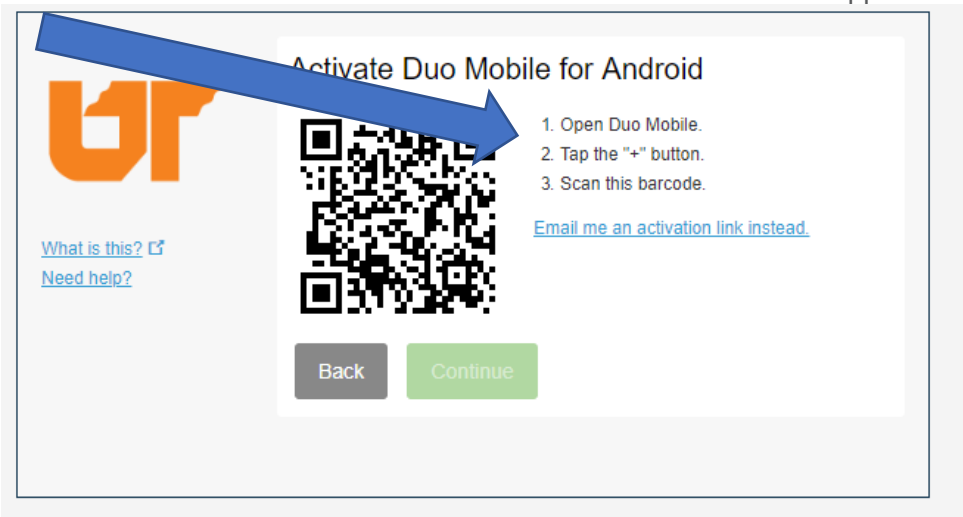 Activate Duo Mobile for Android
1. Open Duo Mobile.
2. Tap the "+" button.
3. Scan this barcode.
Email me an activation link instead.
What is this?
Need help?
Back
Continue